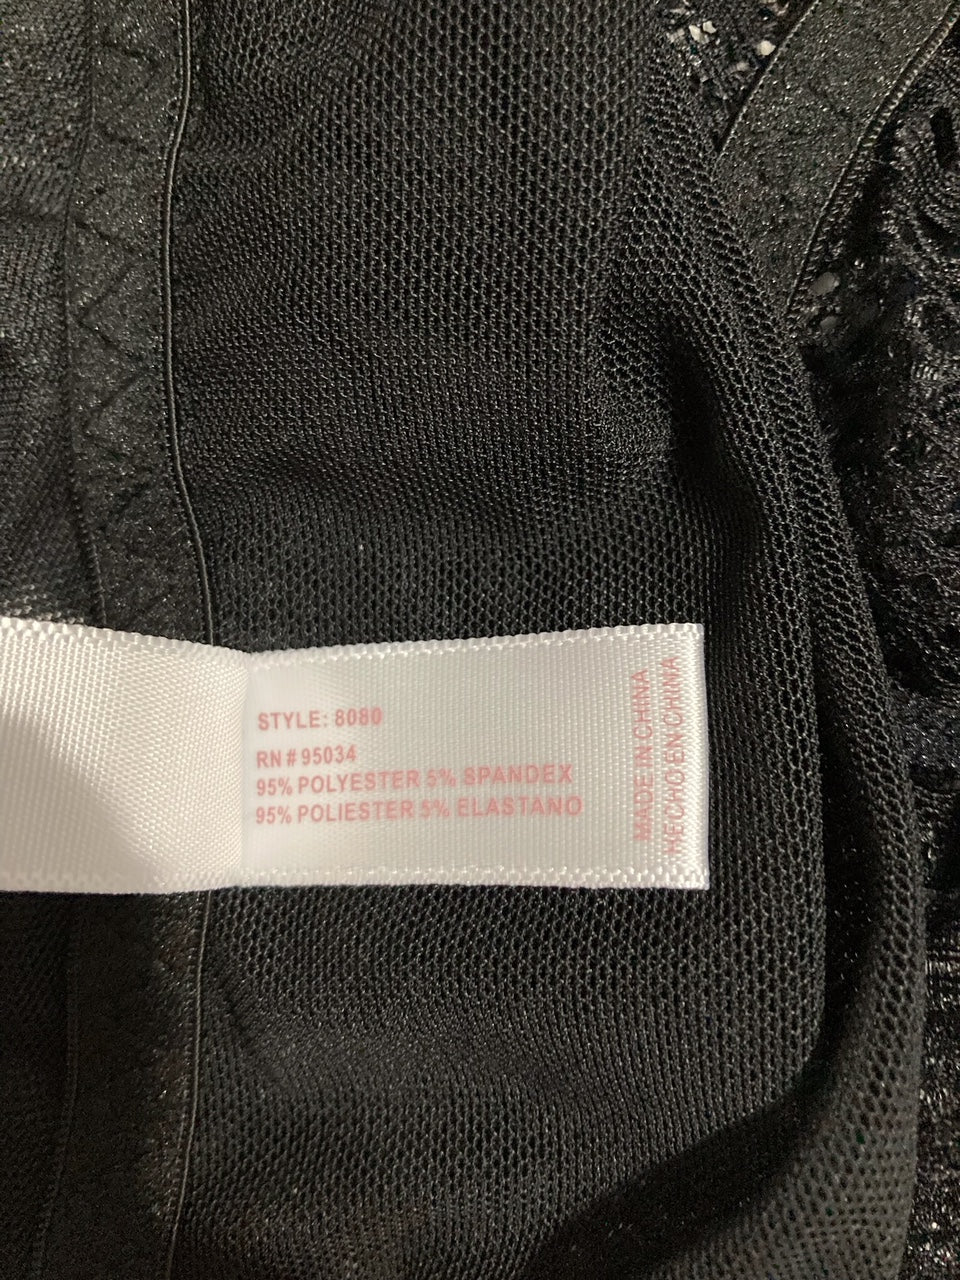 STYLE: 8080
RN # 95034
95% POLYESTER 5% SPANDEX
95% POLIESTER 5% ELASTANO
MADE IN CHINA
HECHO EN CHINA